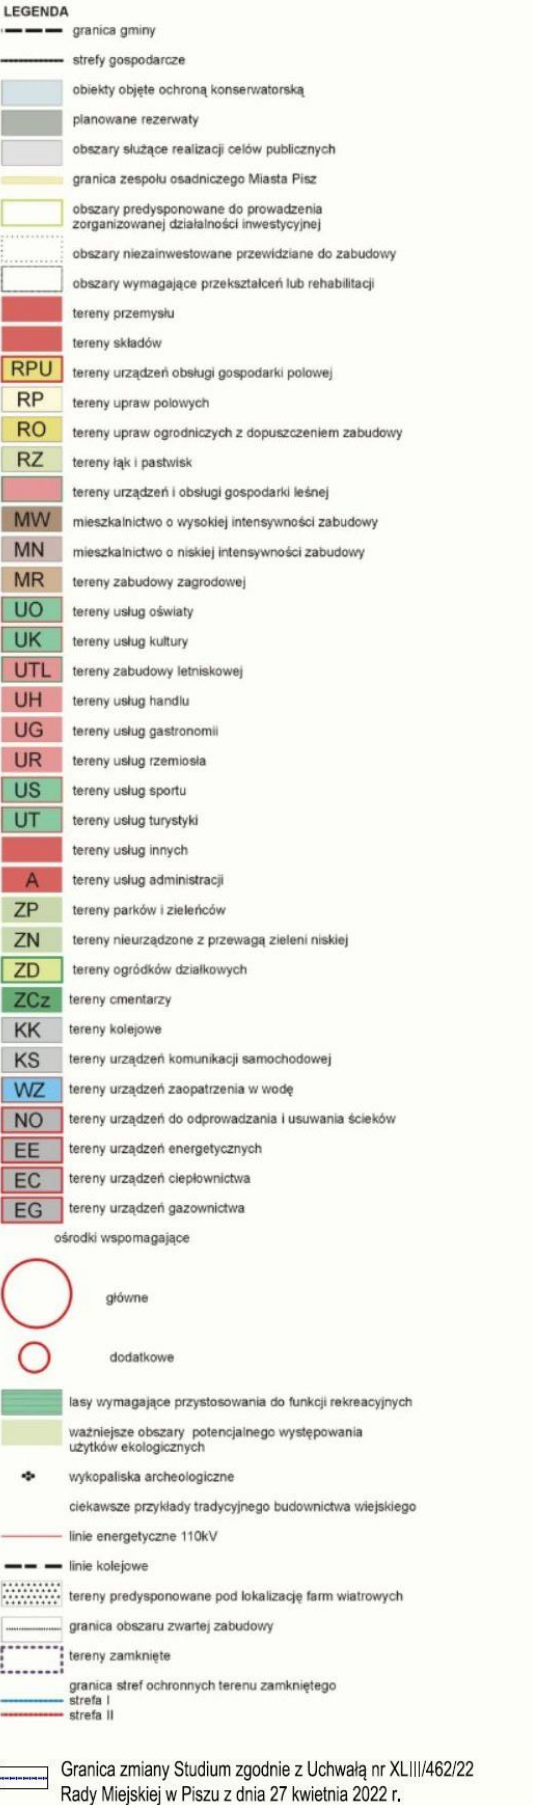 LEGENDA
granica gminy
strefy gospodarcze
obiekty objęte ochroną konserwatorską
planowane rezerwaty
obszary służące realizacji celów publicznych
granica zespołu osadniczego Miasta Pisz
obszary predysponowane do prowadzenia
zorganizowanej działalności inwestycyjnej
obszary niezainwestowane przewidziane do zabudowy
obszary wymagające przekształceń lub rehabilitacji
tereny przemysłu
tereny składów
RPU tereny urządzeń obsługi gospodarki polowej
RP tereny upraw polowych
RO tereny upraw ogrodniczych z dopuszczeniem zabudowy
RZ tereny łąk i pastwisk
tereny urządzeń i obsługi gospodarki leśnej
MW mieszkalnictwo o wysokiej intensywności zabudowy
MN mieszkalnictwo o niskiej intensywności zabudowy
MR tereny zabudowy zagrodowej
UO tereny usług oświaty
UK tereny usług kultury
UTL tereny zabudowy letniskowej
UH tereny usług handlu
UG tereny usług gastronomii
UR tereny usług rzemiosła
US tereny usług sportu
UT tereny usług turystyki
tereny usług innych
A tereny usług administracji
ZP tereny parków i zieleńców
ZN tereny nieurządzone z przewagą zieleni niskiej
ZD tereny ogródków działkowych
ZCz tereny cmentarzy
KK tereny kolejowe
KS tereny urządzeń komunikacji samochodowej
WZ tereny urządzeń zaopatrzenia w wodę
NO tereny urządzeń do odprowadzania i usuwania ścieków
EE tereny urządzeń energetycznych
EC tereny urządzeń ciepłownictwa
EG tereny urządzeń gazownictwa
ośrodki wspomagające
główne
dodatkowe
lasy wymagające przystosowania do funkcji rekreacyjnych
ważniejsze obszary potencjalnego występowania
użytków ekologicznych
wykopaliska archeologiczne
ciekawsze przykłady tradycyjnego budownictwa wiejskiego
linie energetyczne 110kV
linie kolejowe
tereny predysponowane pod lokalizację farm wiatrowych
granica obszaru zwartej zabudowy
tereny zamknięte
granica stref ochronnych terenu zamkniętego
strefa I
strefa II
Granica zmiany Studium zgodnie z Uchwałą nr XLIII/462/22
Rady Miejskiej w Piszu z dnia 27 kwietnia 2022 r.